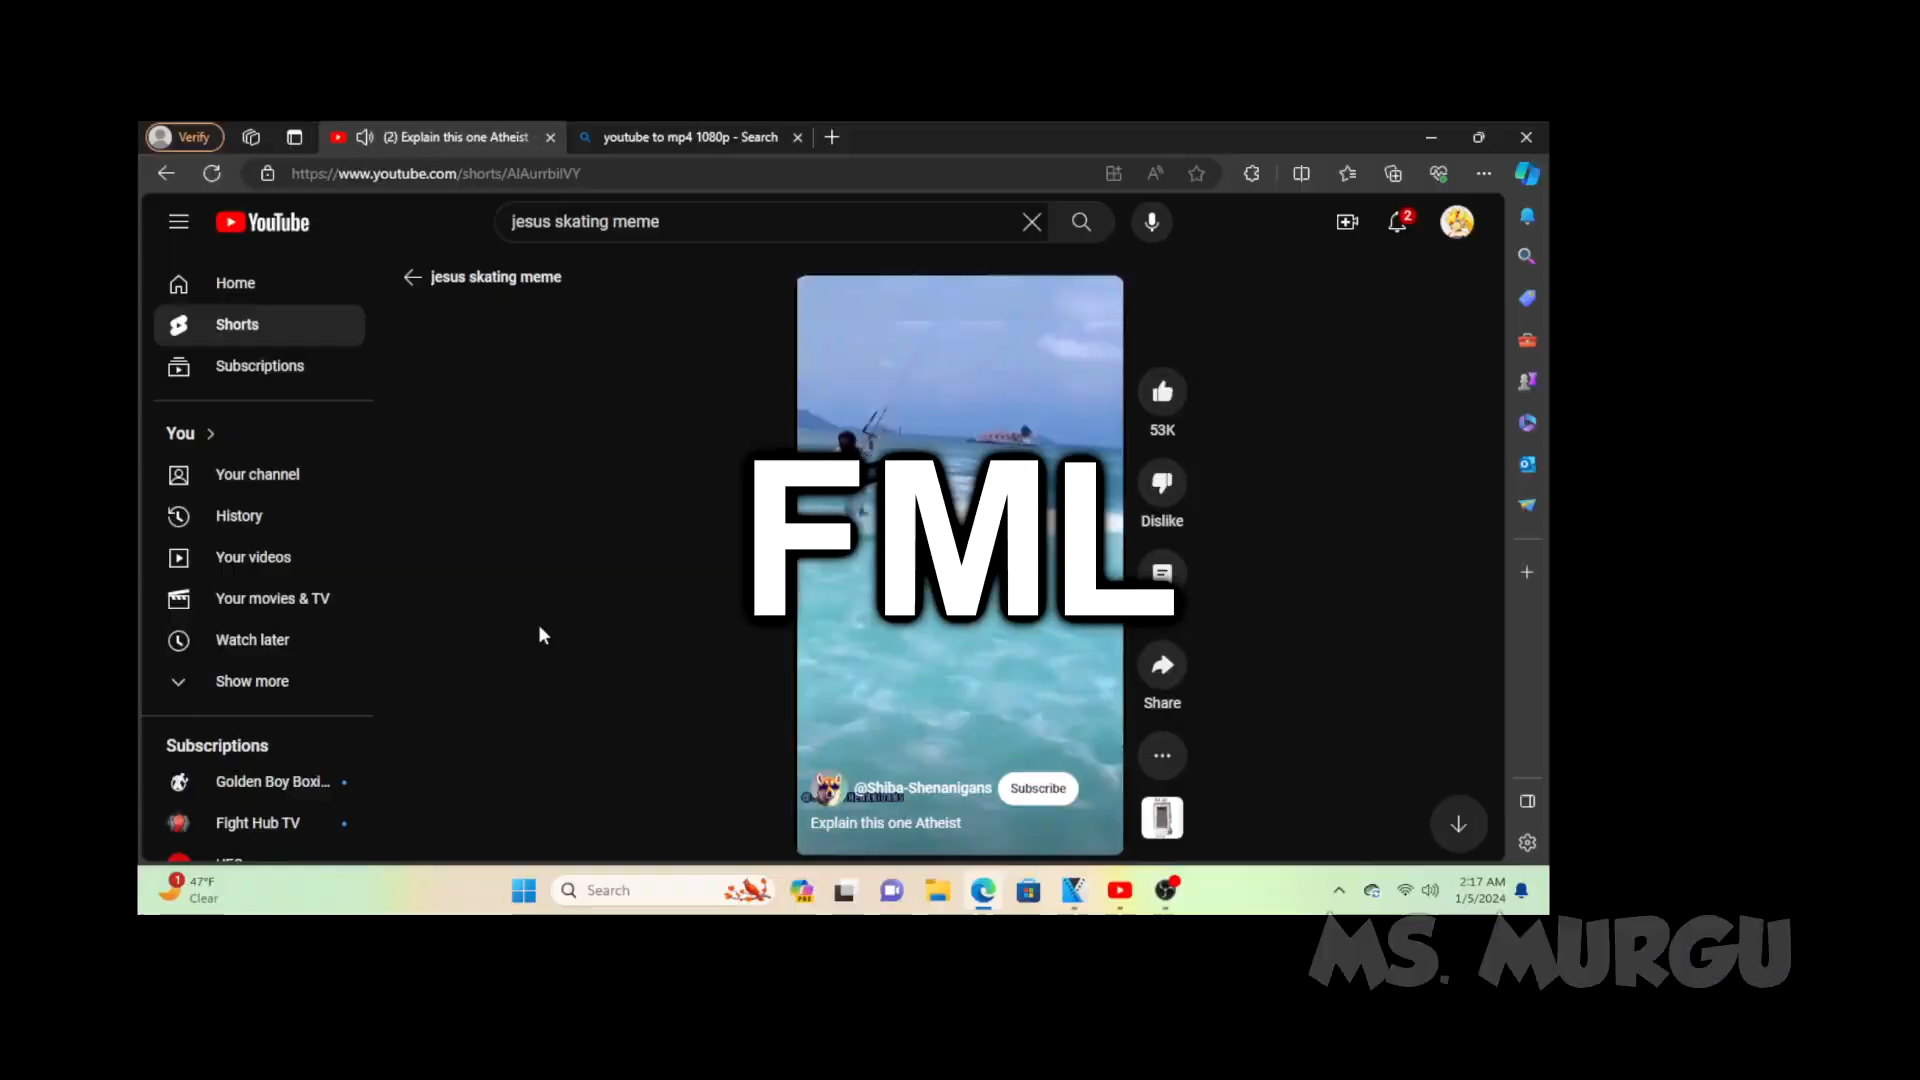 Verify
(2) Explain this one Atheist
youtube to mp4 1080p - Search
https://www.youtube.com/shorts/AlAurrbilVY
YouTube
jesus skating meme
2
jesus skating meme
Home
Shorts
Subscriptions
You
Your channel
History
Your videos
Your movies & TV
Watch later
Show more
Subscriptions
Golden Boy Boxi...
Fight Hub TV
53K
Dislike
FML
Share
@Shiba-Shenanigans
Subscribe
Explain this one Atheist
1
47°F
Clear
Search
2:17 AM
1/5/2024
MS. MURGU